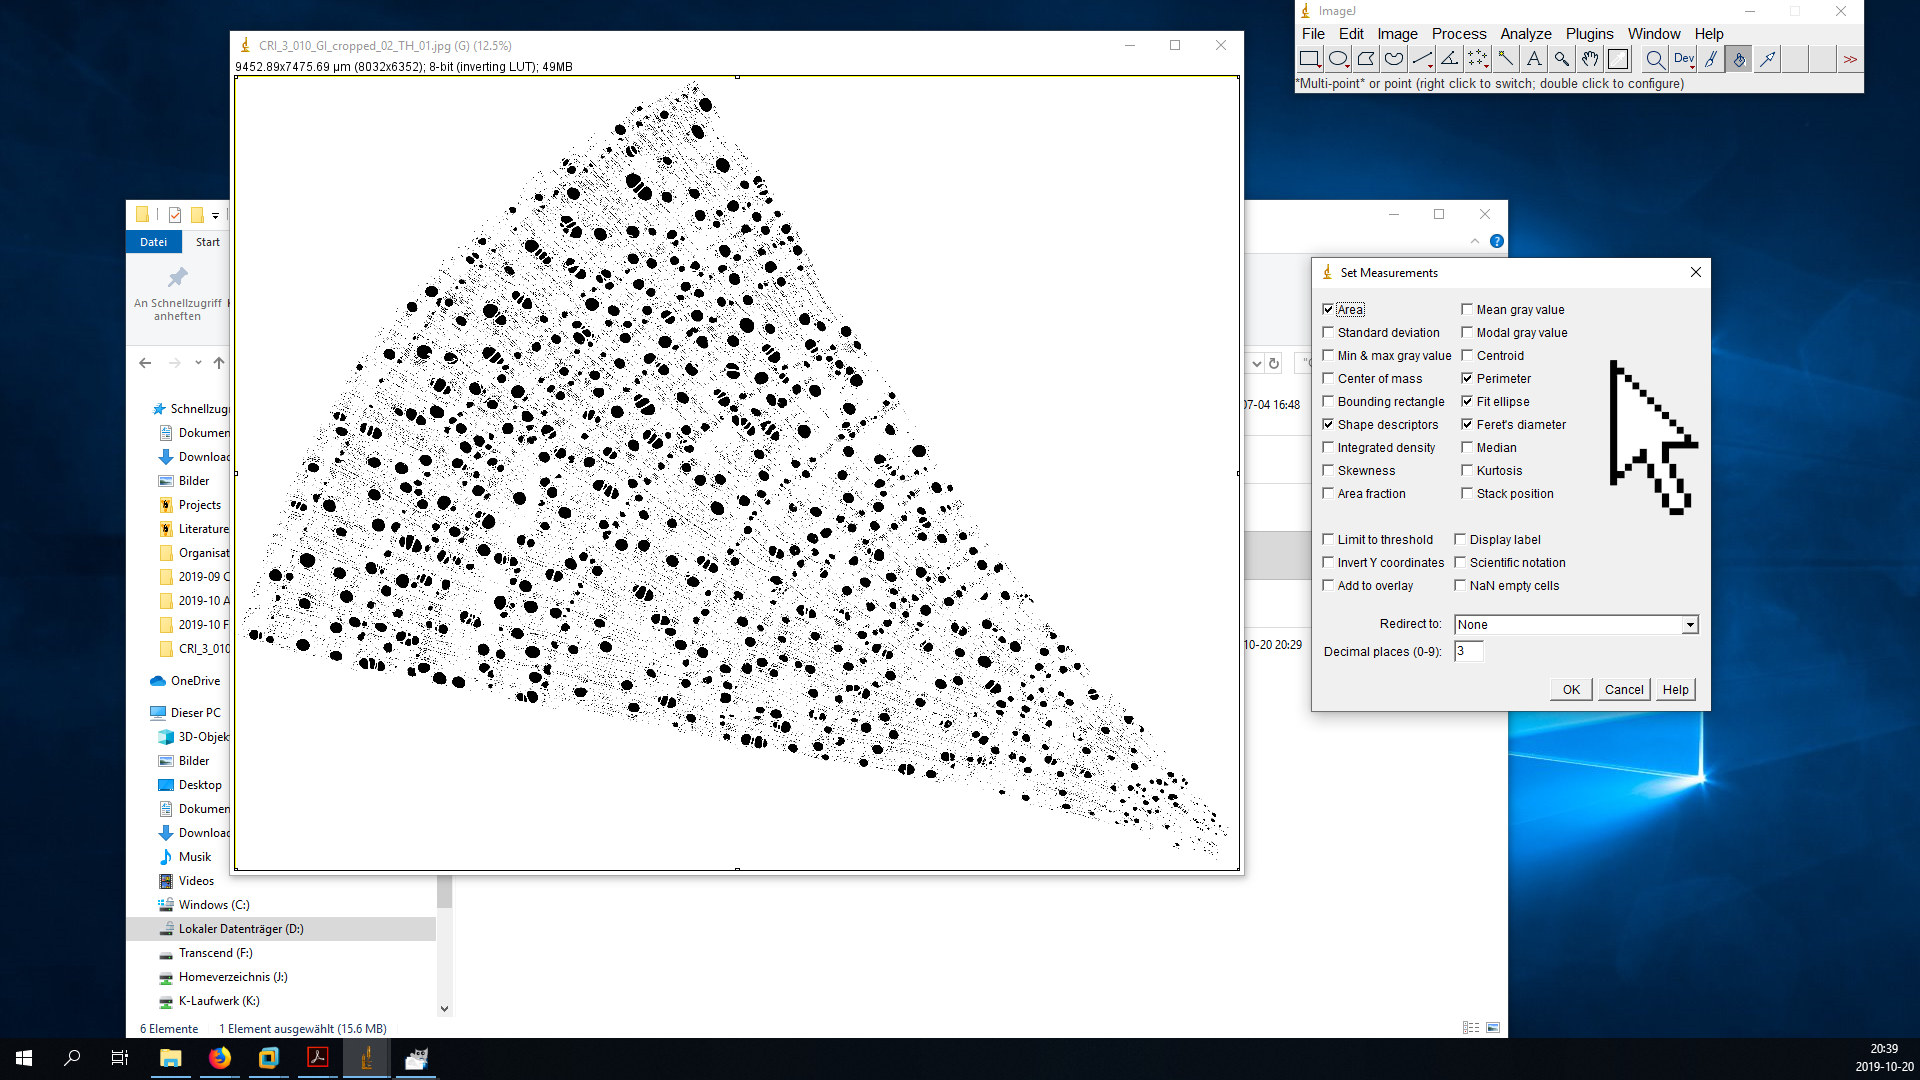 CRI_3_010_GI_cropped_02_TH_01.jpg (G) (12.5%)
9452.89x7475.69 µm (8032x6352); 8-bit (inverting LUT); 49MB
ImageJ
File Edit Image Process Analyze Plugins Window Help
A Dev >>
*Multi-point* or point (right click to switch; double click to configure)
Datei Start
An Schnellzugriff
anheften
Schnellzug
Dokumen
Downloac
Bilder
Projects
Literature
Organisat
2019-09 C
2019-10 A
2019-10 F
CRI_3_010
OneDrive
Dieser PC
3D-Objek
Bilder
Desktop
Dokumen
Downloac
Musik
Videos
Windows (C:)
Lokaler Datenträger (D:)
Transcend (F:)
Homeverzeichnis (J:)
K-Laufwerk (K:)
6 Elemente 1 Element ausgewählt (15.6 MB)
07-04 16:48
10-20 20:29
Set Measurements
Area Mean gray value
Standard deviation Modal gray value
Min & max gray value Centroid
Center of mass Perimeter
Bounding rectangle Fit ellipse
Shape descriptors Feret's diameter
Integrated density Median
Skewness Kurtosis
Area fraction Stack position
Limit to threshold Display label
Invert Y coordinates Scientific notation
Add to overlay NaN empty cells
Redirect to: None
Decimal places (0-9): 3
OK Cancel Help
20:39
2019-10-20